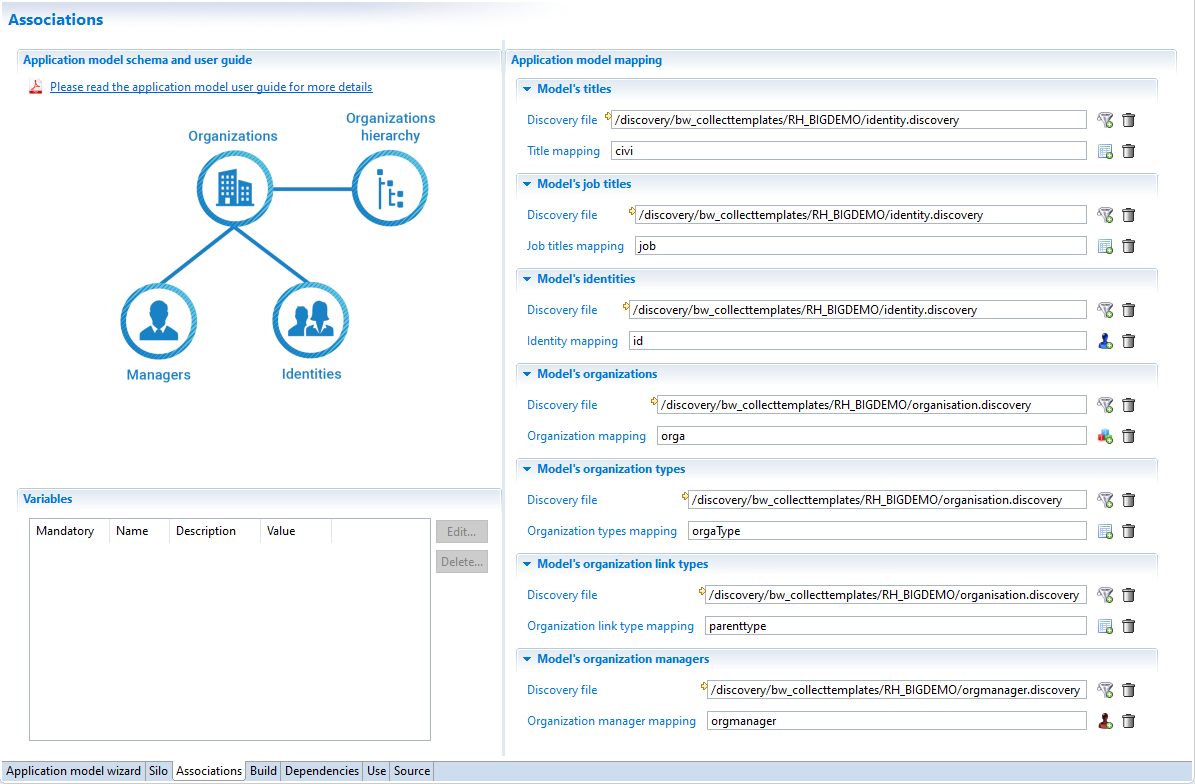 Associations
Application model schema and user guide
Please read the application model user guide for more details
Organizations
Organizations
hierarchy
Managers
Identities
Variables
Mandatory Name Description Value
Edit...
Delete...
Application model mapping
Model's titles
Discovery file /discovery/bw_collecttemplates/RH_BIGDEMO/identity.discovery
Title mapping civi
Model's job titles
Discovery file /discovery/bw_collecttemplates/RH_BIGDEMO/identity.discovery
Job titles mapping job
Model's identities
Discovery file /discovery/bw_collecttemplates/RH_BIGDEMO/identity.discovery
Identity mapping id
Model's organizations
Discovery file /discovery/bw_collecttemplates/RH_BIGDEMO/organisation.discovery
Organization mapping orga
Model's organization types
Discovery file /discovery/bw_collecttemplates/RH_BIGDEMO/organisation.discovery
Organization types mapping orgaType
Model's organization link types
Discovery file /discovery/bw_collecttemplates/RH_BIGDEMO/organisation.discovery
Organization link type mapping parenttype
Model's organization managers
Discovery file /discovery/bw_collecttemplates/RH_BIGDEMO/orgmanager.discovery
Organization manager mapping orgmanager
Application model wizard Silo Associations Build Dependencies Use Source